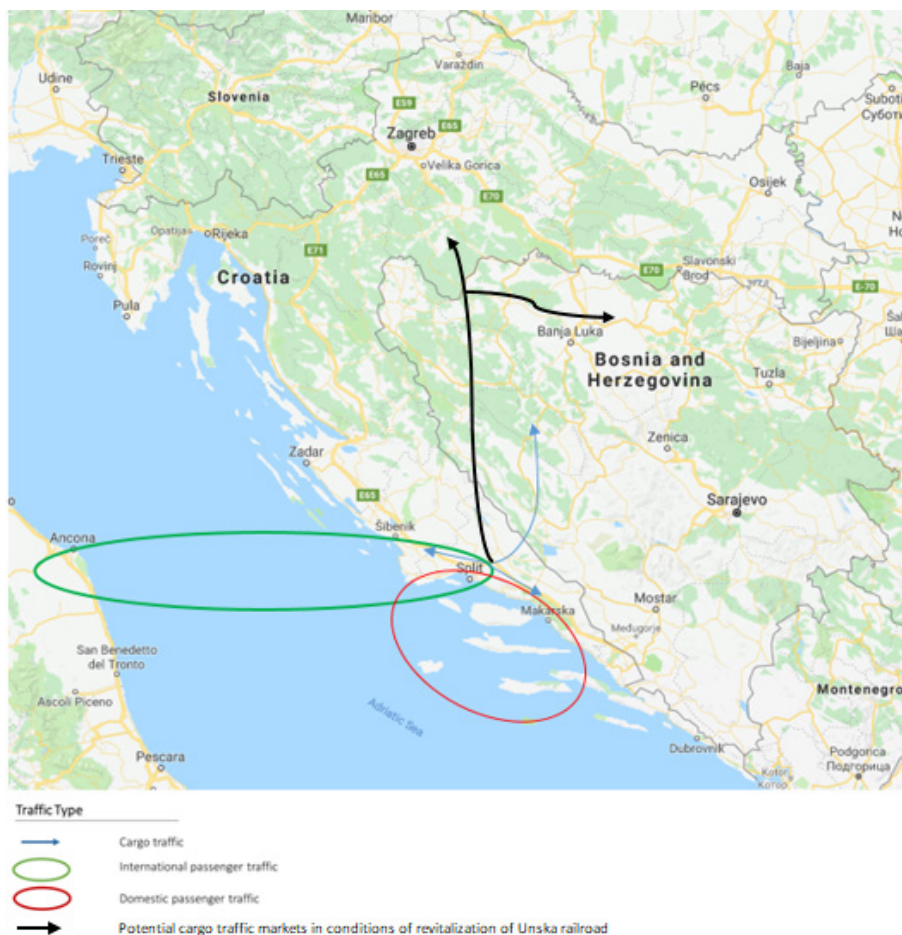 Maribor
Varaždin
Udine
Slovenia
Pécs
Baja
Suboti
Суботи
E59
E65
Zagreb
Velika Gorica
Trieste
E65
E70
Osijek
Poreč
Opatija
Rijeka
E71
Rovinj
Croatia
Slavonski
Brod
E70
E-70
Pula
Banja Luka
Bijeljina
Bosnia and
Herzegovina
Tuzla
Zadar
Zenica
E65
Sarajevo
Ancona
Šibenik
Split
Mostar
Makarska
Međugorje
San Benedetto
del Tronto
Ascoli Piceno
Montenegro
Adriatic Sea
Dubrovnik
Pescara
Podgorica
Подгорица
Kotor
Котор
Traffic Type
Cargo traffic
International passenger traffic
Domestic passenger traffic
Potential cargo traffic markets in conditions of revitalization of Unska railroad